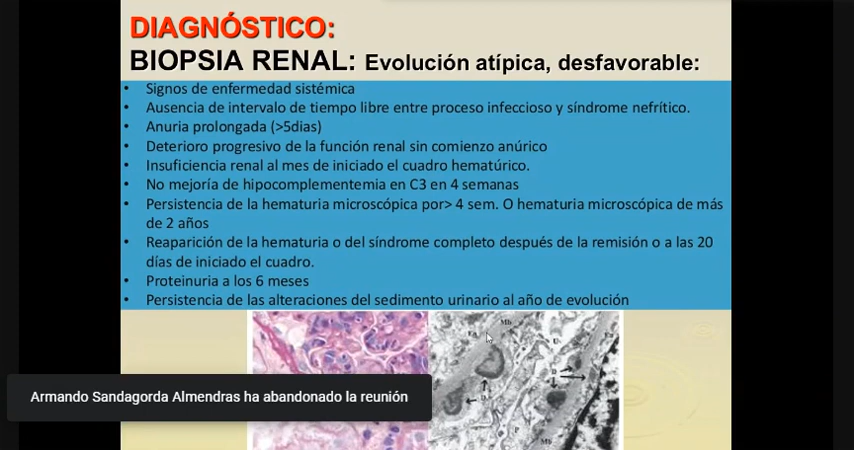 DIAGNÓSTICO:
BIOPSIA RENAL: Evolución atípica, desfavorable:
• Signos de enfermedad sistémica
• Ausencia de intervalo de tiempo libre entre proceso infeccioso y síndrome nefrítico.
• Anuria prolongada (>5dias)
• Deterioro progresivo de la función renal sin comienzo anúrico
• Insuficiencia renal al mes de iniciado el cuadro hematúrico.
• No mejoría de hipocomplementemia en C3 en 4 semanas
• Persistencia de la hematuria microscópica por> 4 sem. O hematuria microscópica de más
de 2 años
• Reaparición de la hematuria o del síndrome completo después de la remisión o a las 20
días de iniciado el cuadro.
• Proteinuria a los 6 meses
• Persistencia de las alteraciones del sedimento urinario al año de evolución
Mb
Mb
Armando Sandagorda Almendras ha abandonado la reunión